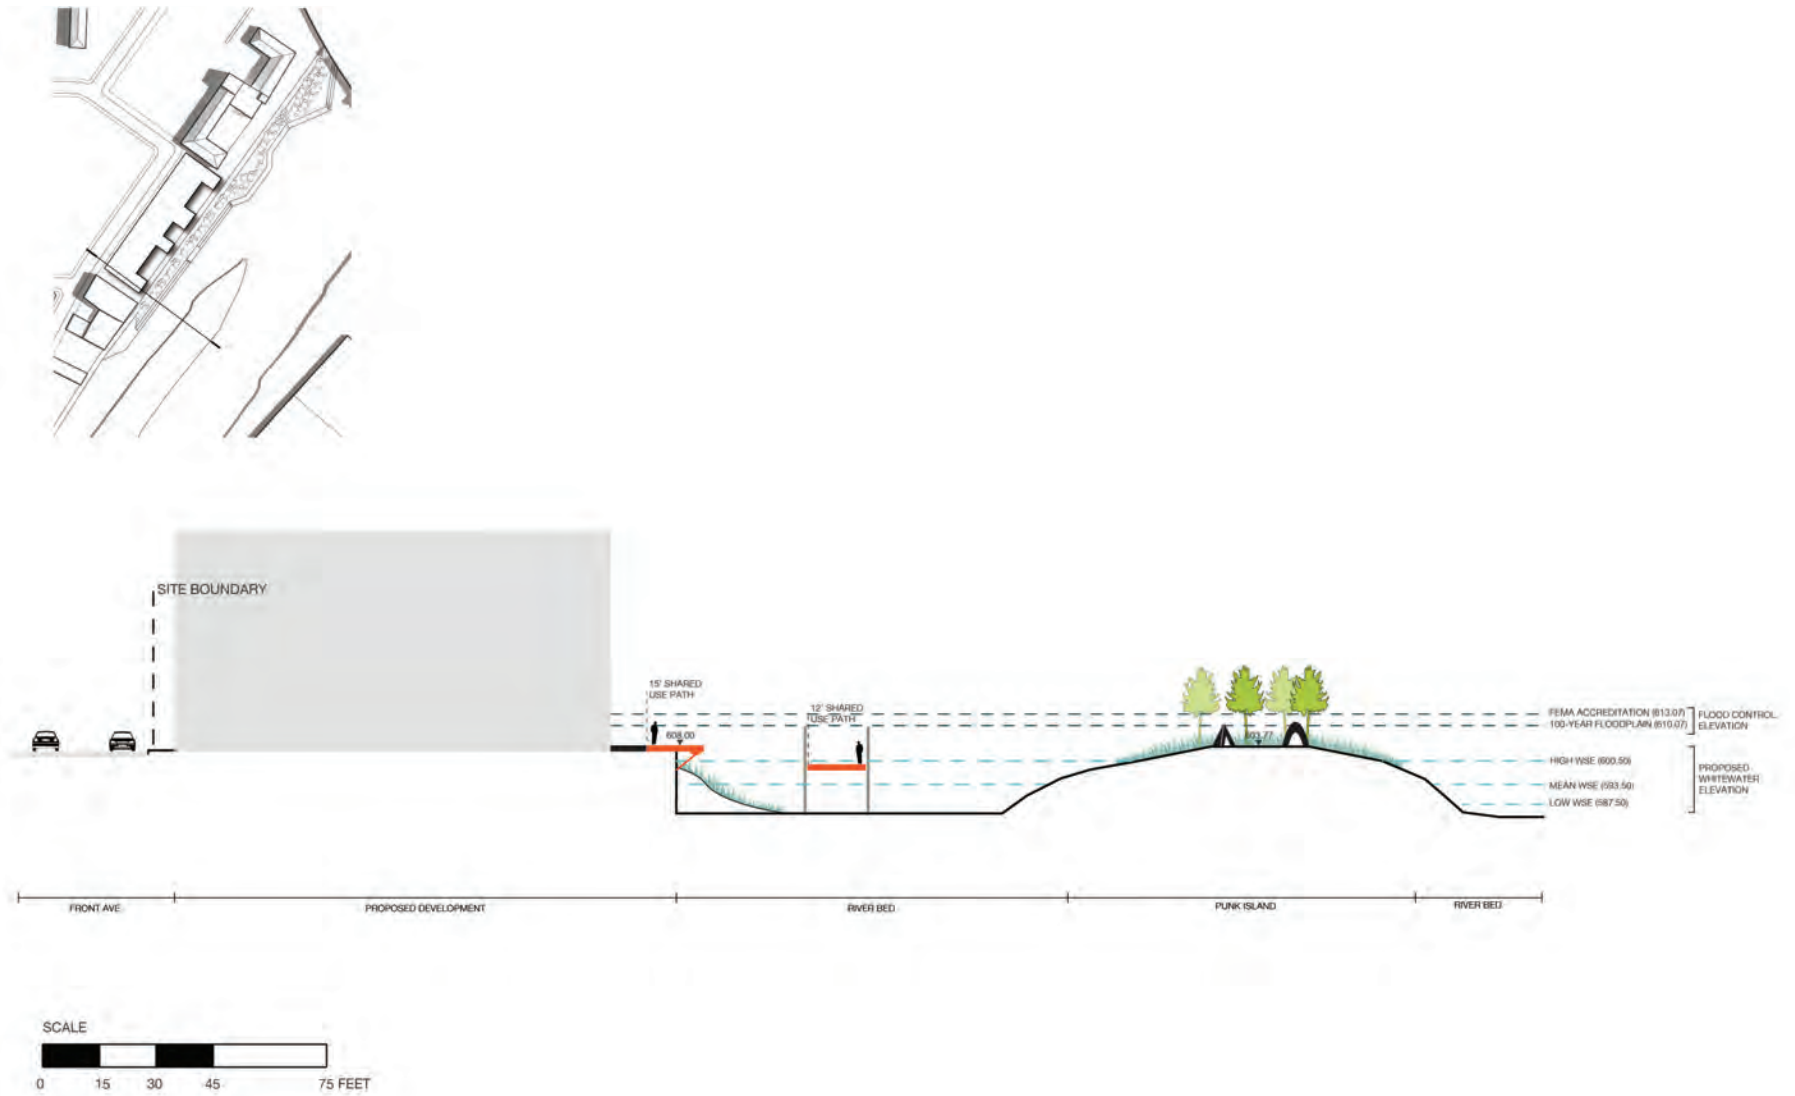 SITE BOUNDARY
15' SHARED
USE PATH
12' SHARED
USE PATH
608.00
FEMA ACCREDITATION (613.07)
100-YEAR FLOODPLAIN (610.07)
FLOOD CONTROL
ELEVATION
HIGH WSE (600.50)
MEAN WSE (593.50)
LOW WSE (587.50)
PROPOSED
WHITEWATER
ELEVATION
FRONT AVE
PROPOSED DEVELOPMENT
RIVER BED
PUNK ISLAND
RIVER BED
SCALE
0 15 30 45 75 FEET